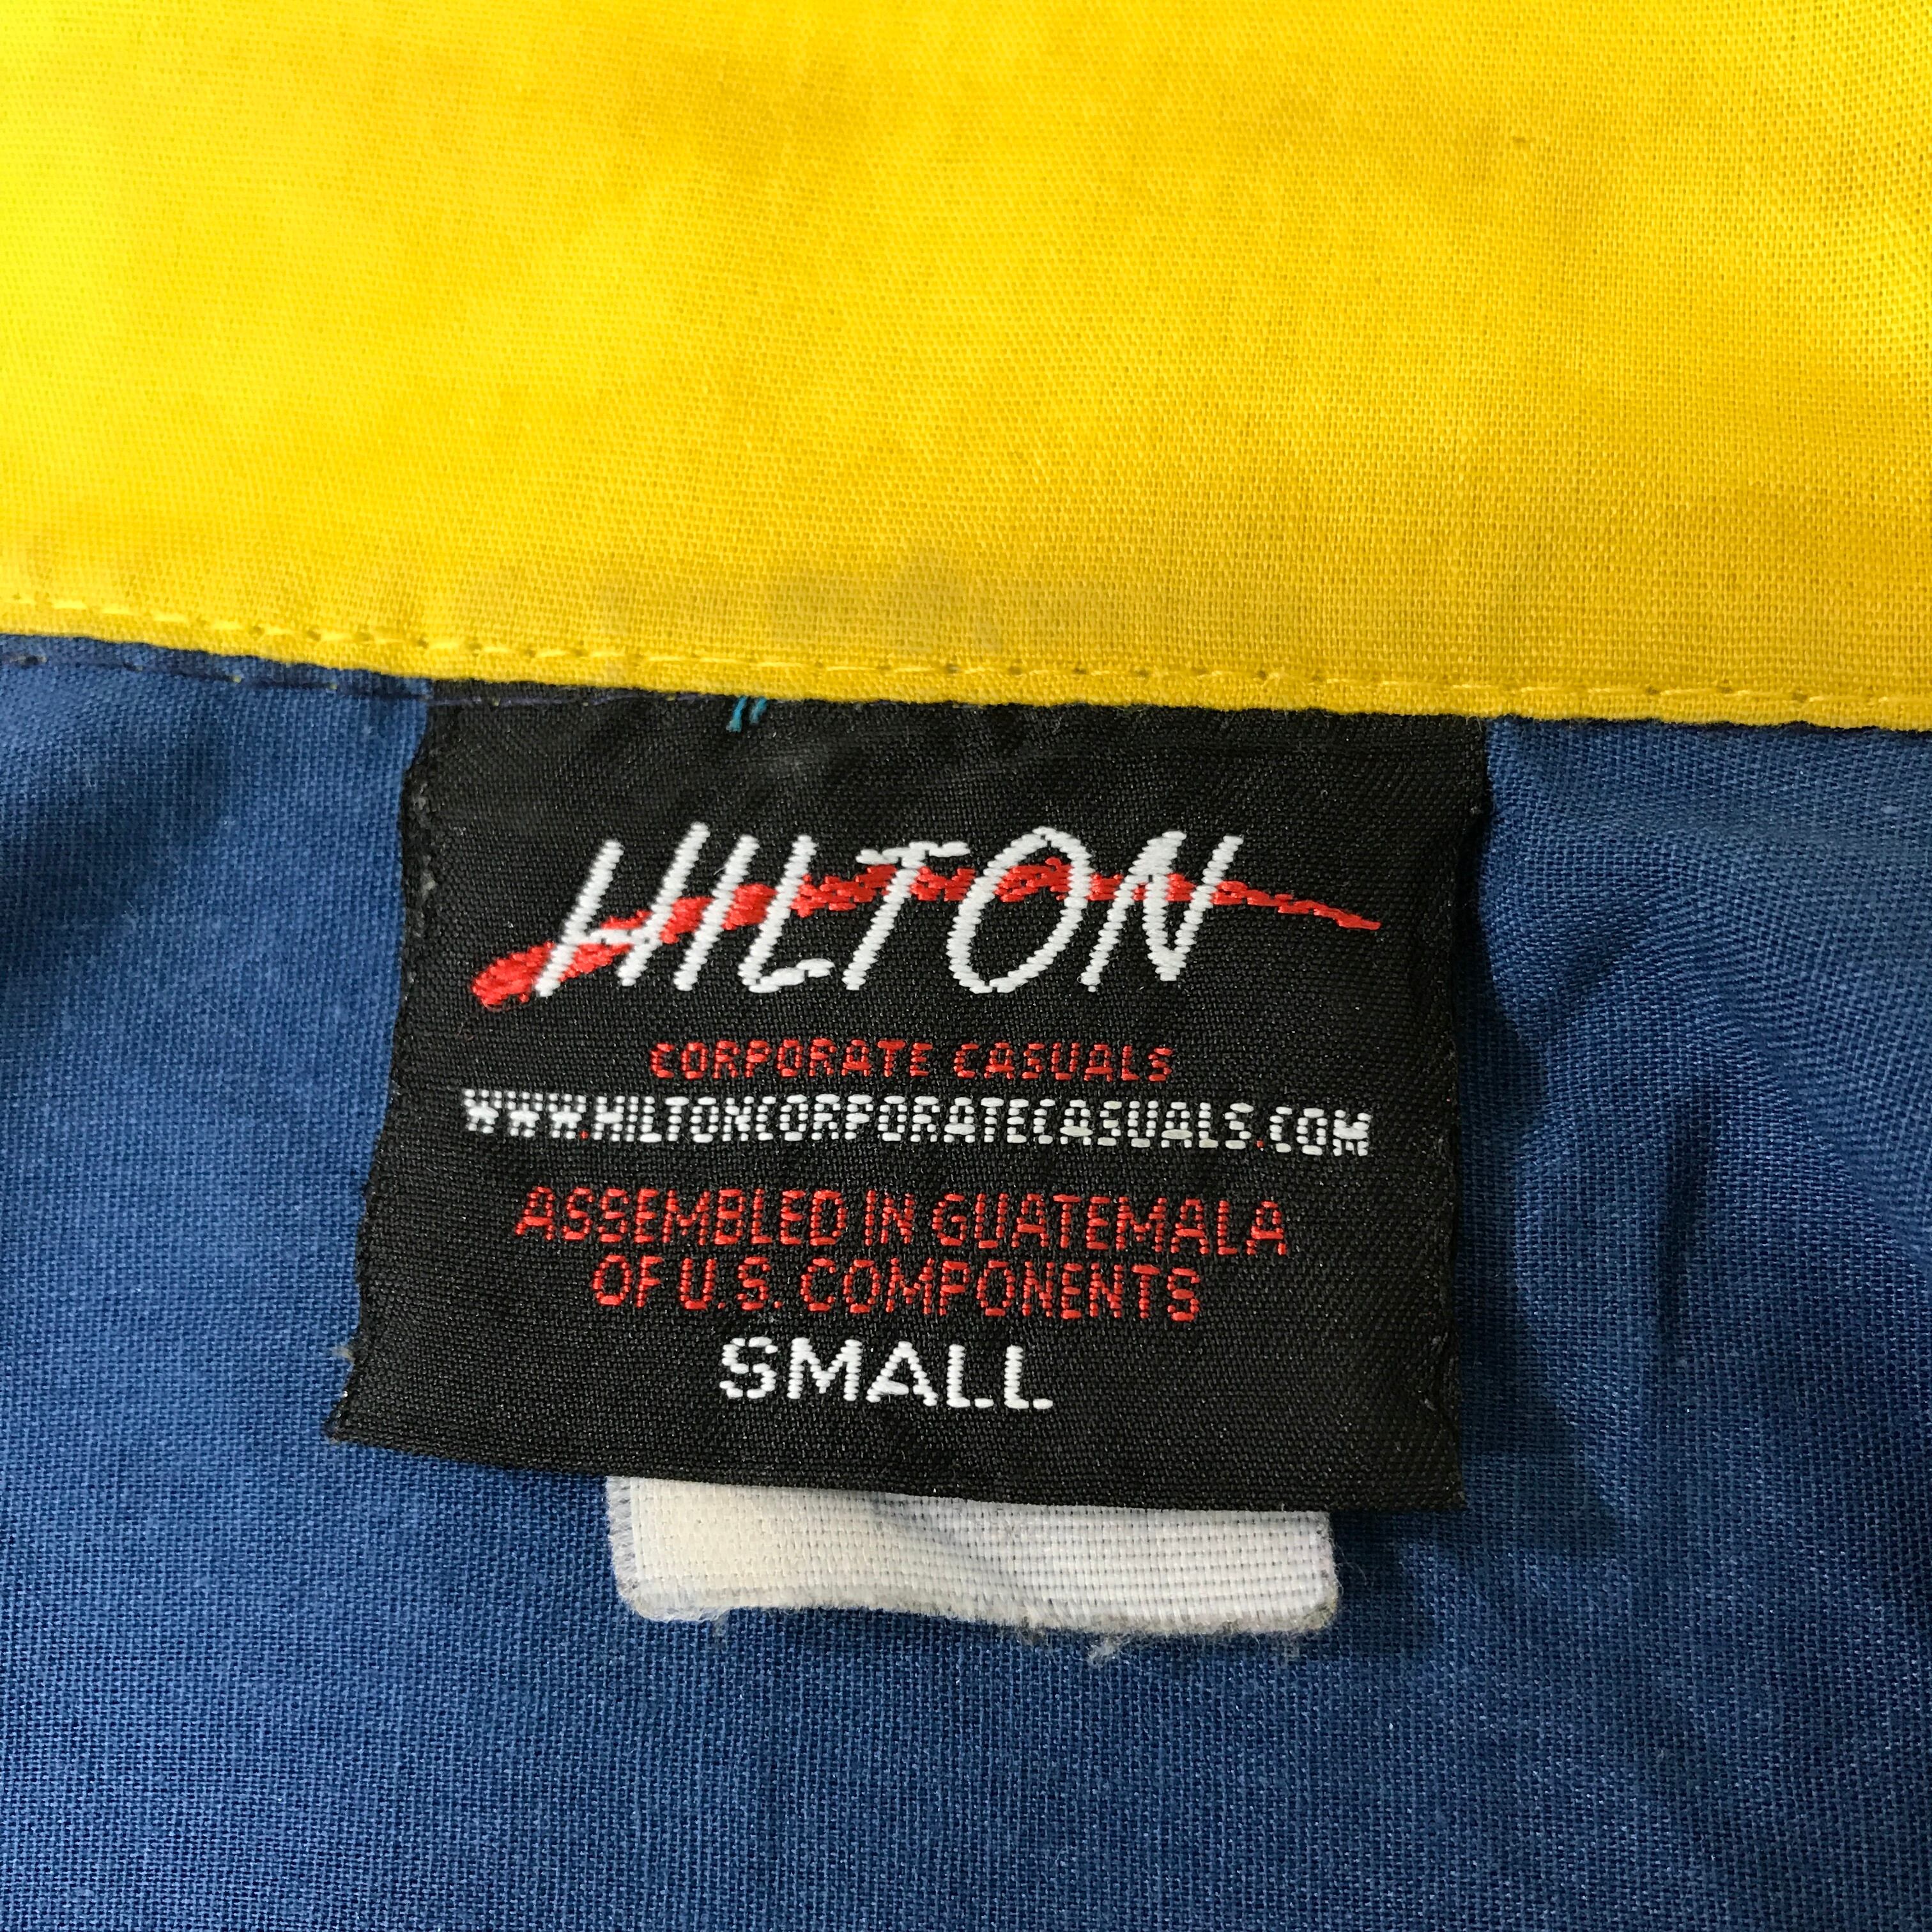 HILTON
CORPORATE CASUALS
WWW.HILTONCORPORATECASUALS.COM
ASSEMBLED IN GUATEMALA
OF U.S. COMPONENTS
SMALL